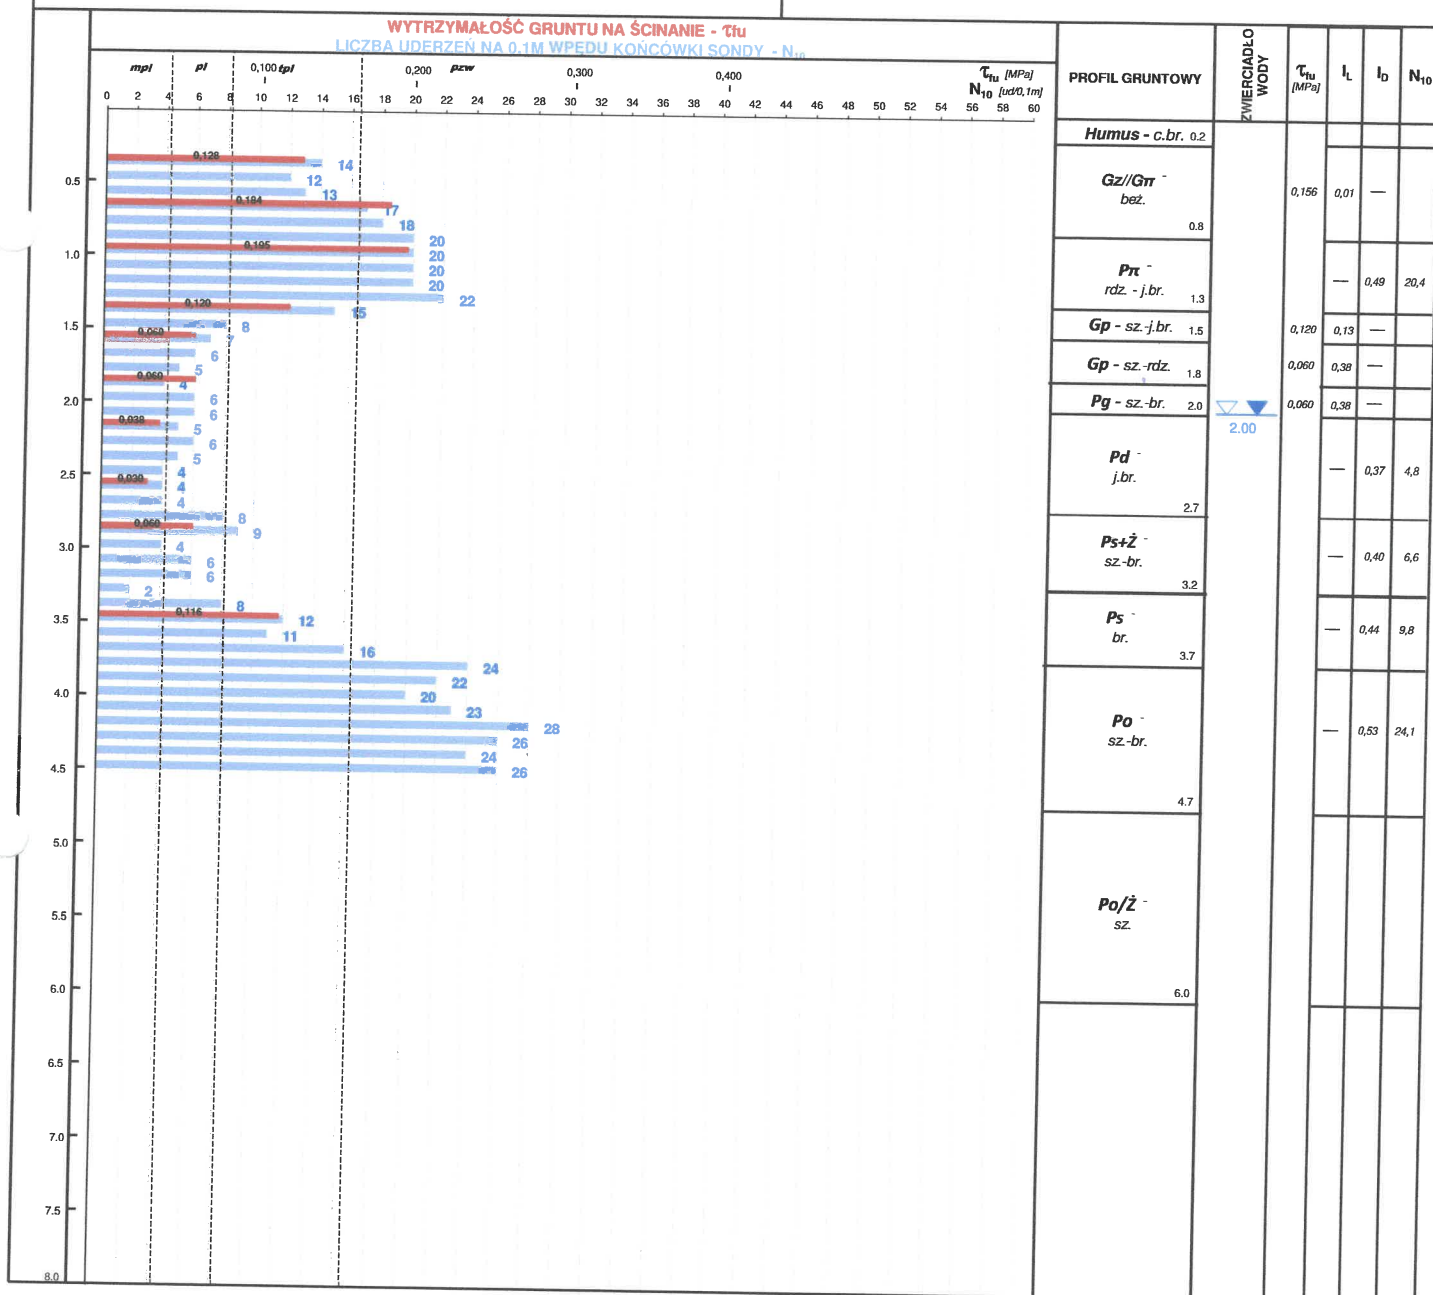 WYTRZYMAŁOŚĆ GRUNTU NA ŚCINANIE - τfu
LICZBA UDERZEŃ NA 0,1M WPĘDU KOŃCÓWKI SONDY - N₁₀
mpl pl 0,100 tpl 0,200 pzw 0,300 0,400 τfu [MPa]
N₁₀ [ud/0,1m]
0 2 4 6 8 10 12 14 16 18 20 22 24 26 28 30 32 34 36 38 40 42 44 46 48 50 52 54 56 58 60
PROFIL GRUNTOWY
ZWIERCIADŁO
WODY
τfu
[MPa]
I_L
I_D
N₁₀
0,128
14
0.5
12
13
0,184
17
18
20
0,195
1.0
20
20
20
22
0,120
15
1.5
8
0,060
7
6
5
0,060
4
2.0
6
6
0,038
5
6
5
2.5
4
0,030
4
4
8
0,060
9
3.0
4
6
6
2
8
0,116
3.5
12
11
16
24
22
4.0
20
23
28
26
24
4.5
26
5.0
5.5
6.0
6.5
7.0
7.5
8.0
Humus - c.br. 0.2
Gz//Gπ -
beż.
0.8
0,156 0,01 —
Pπ -
rdz. - j.br.
1.3
— 0,49 20,4
Gp - sz.-j.br. 1.5
0,120 0,13 —
Gp - sz.-rdz. 1.8
0,060 0,38 —
Pg - sz.-br. 2.0
2.00
0,060 0,38 —
Pd -
j.br.
2.7
— 0,37 4,8
Ps+Ż -
sz.-br.
3.2
— 0,40 6,6
Ps -
br.
3.7
— 0,44 9,8
Po -
sz.-br.
4.7
— 0,53 24,1
Po/Ż -
sz.
6.0